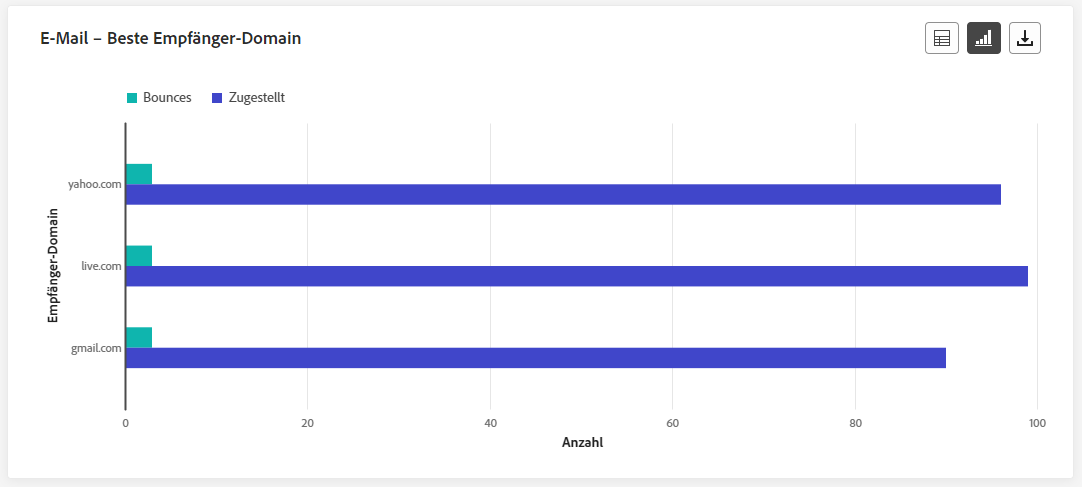 E-Mail – Beste Empfänger-Domain
Bounces Zugestellt
Empfänger-Domain
yahoo.com
live.com
gmail.com
0 20 40 60 80 100
Anzahl